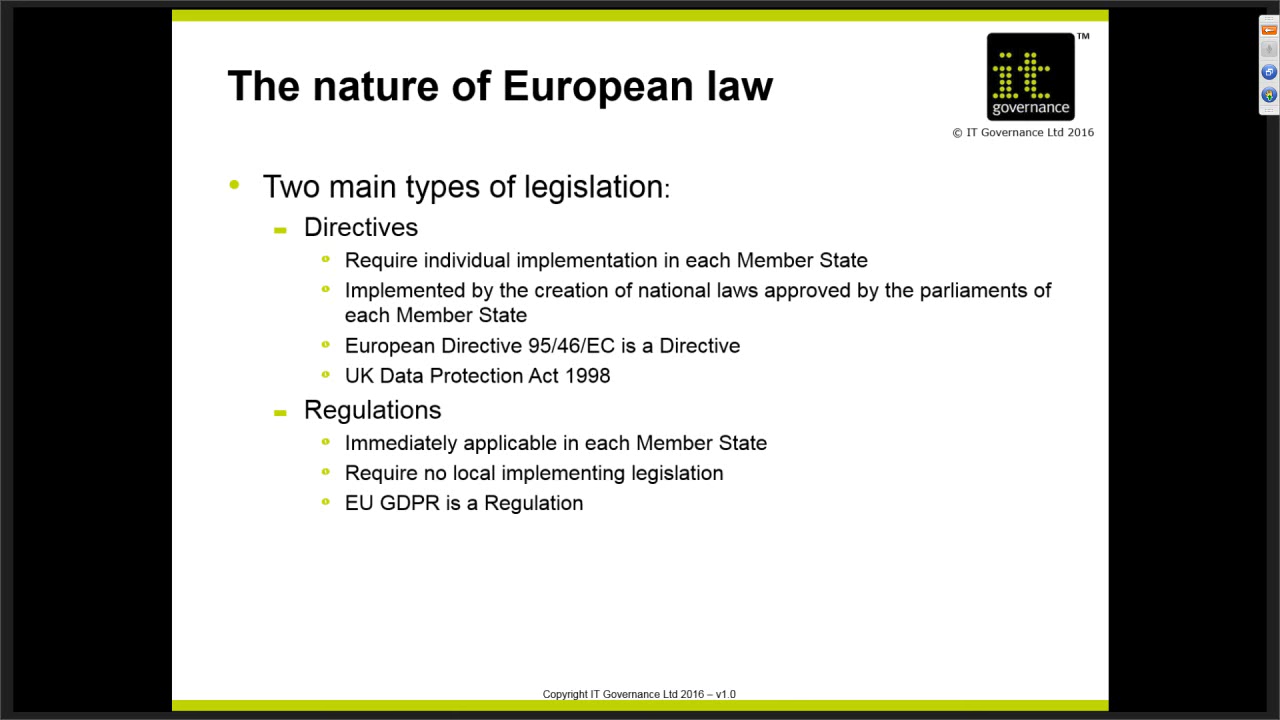 The nature of European law
it
governance
TM
© IT Governance Ltd 2016
• Two main types of legislation:
– Directives
Require individual implementation in each Member State
Implemented by the creation of national laws approved by the parliaments of
each Member State
European Directive 95/46/EC is a Directive
UK Data Protection Act 1998
– Regulations
Immediately applicable in each Member State
Require no local implementing legislation
EU GDPR is a Regulation
Copyright IT Governance Ltd 2016 – v1.0